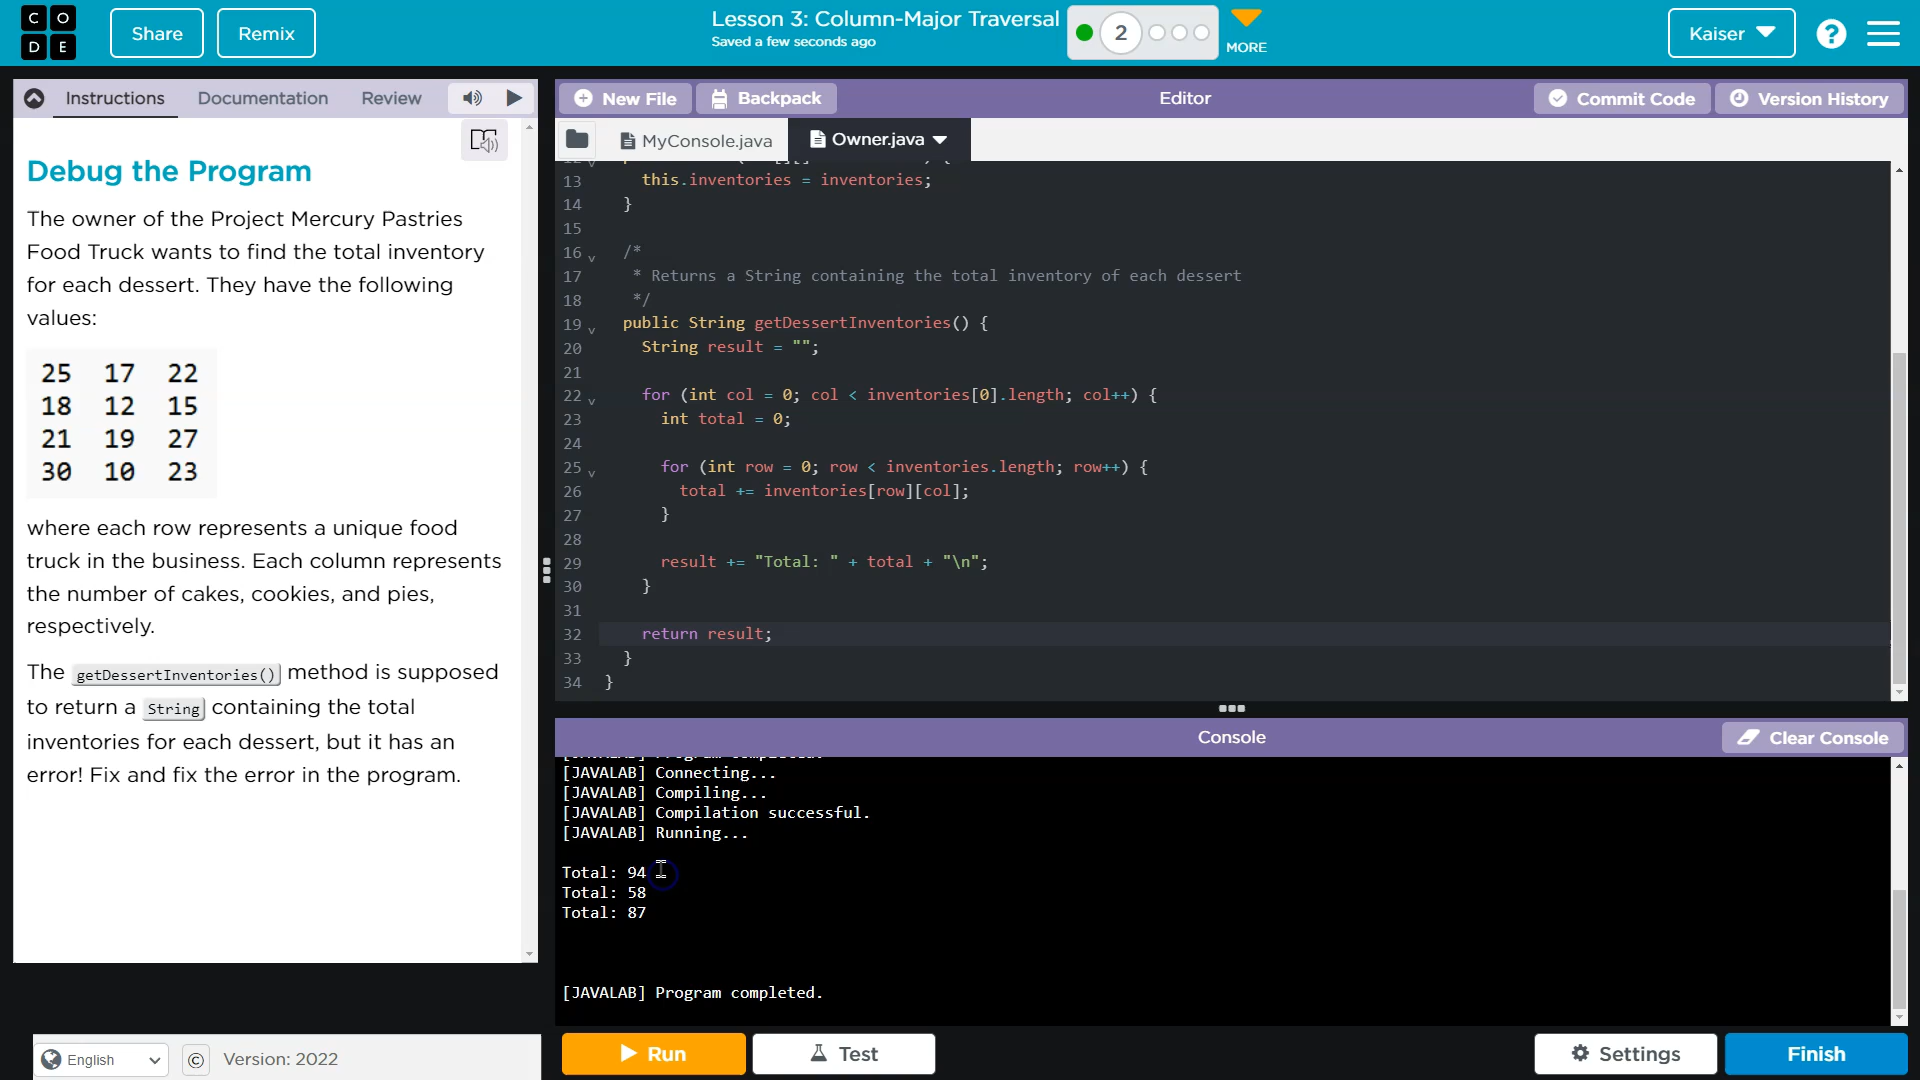 C O
D E
Share
Remix
Lesson 3: Column-Major Traversal
Saved a few seconds ago
2
MORE
Kaiser
?
Instructions
Documentation
Review
New File
Backpack
Editor
Commit Code
Version History
MyConsole.java
Owner.java
Debug the Program
The owner of the Project Mercury Pastries
Food Truck wants to find the total inventory
for each dessert. They have the following
values:
25 17 22
18 12 15
21 19 27
30 10 23
where each row represents a unique food
truck in the business. Each column represents
the number of cakes, cookies, and pies,
respectively.
The getDessertInventories() method is supposed
to return a String containing the total
inventories for each dessert, but it has an
error! Fix and fix the error in the program.
13 this.inventories = inventories;
14 }
15
16 /*
17 * Returns a String containing the total inventory of each dessert
18 */
19 public String getDessertInventories() {
20 String result = "";
21
22 for (int col = 0; col < inventories[0].length; col++) {
23 int total = 0;
24
25 for (int row = 0; row < inventories.length; row++) {
26 total += inventories[row][col];
27 }
28
29 result += "Total: " + total + "\n";
30 }
31
32 return result;
33 }
34 }
Console
Clear Console
[JAVALAB] Program completed.
[JAVALAB] Connecting...
[JAVALAB] Compiling...
[JAVALAB] Compilation successful.
[JAVALAB] Running...
Total: 94
Total: 58
Total: 87
[JAVALAB] Program completed.
English
©
Version: 2022
Run
Test
Settings
Finish